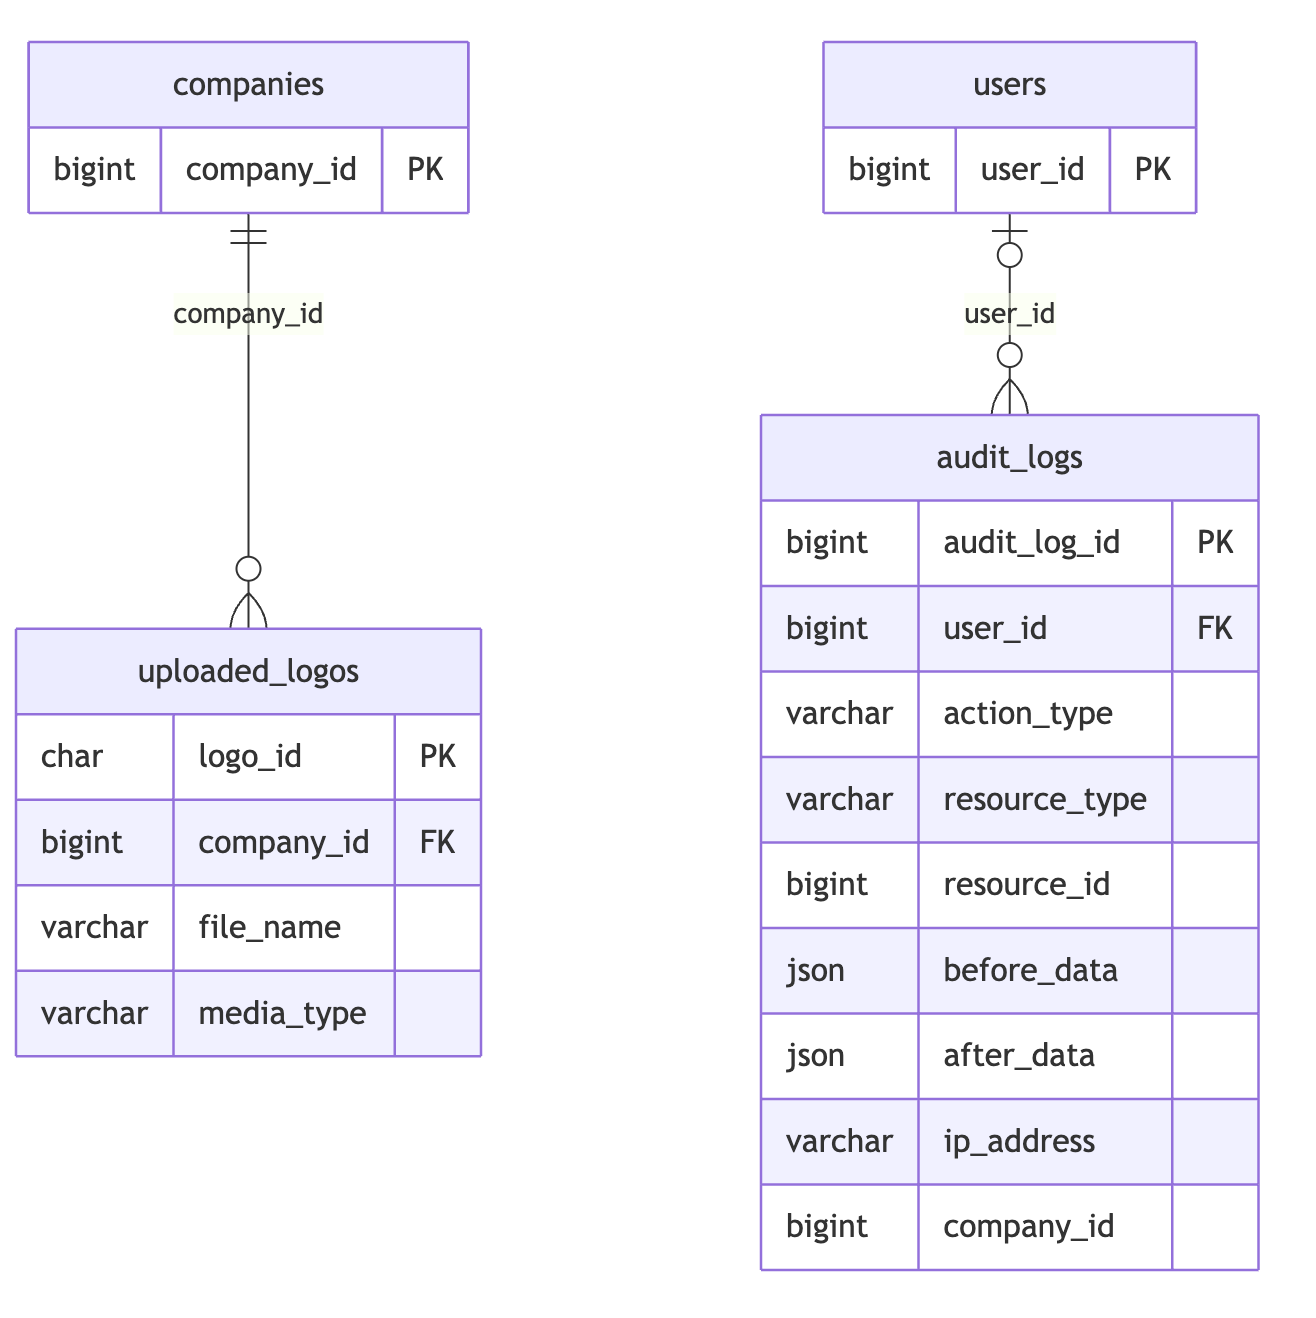 companies
bigint company_id PK
company_id
uploaded_logos
char logo_id PK
bigint company_id FK
varchar file_name
varchar media_type
users
bigint user_id PK
user_id
audit_logs
bigint audit_log_id PK
bigint user_id FK
varchar action_type
varchar resource_type
bigint resource_id
json before_data
json after_data
varchar ip_address
bigint company_id